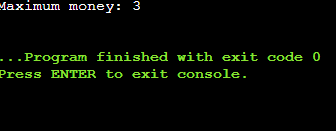 Maximum money: 3
...Program finished with exit code 0
Press ENTER to exit console.